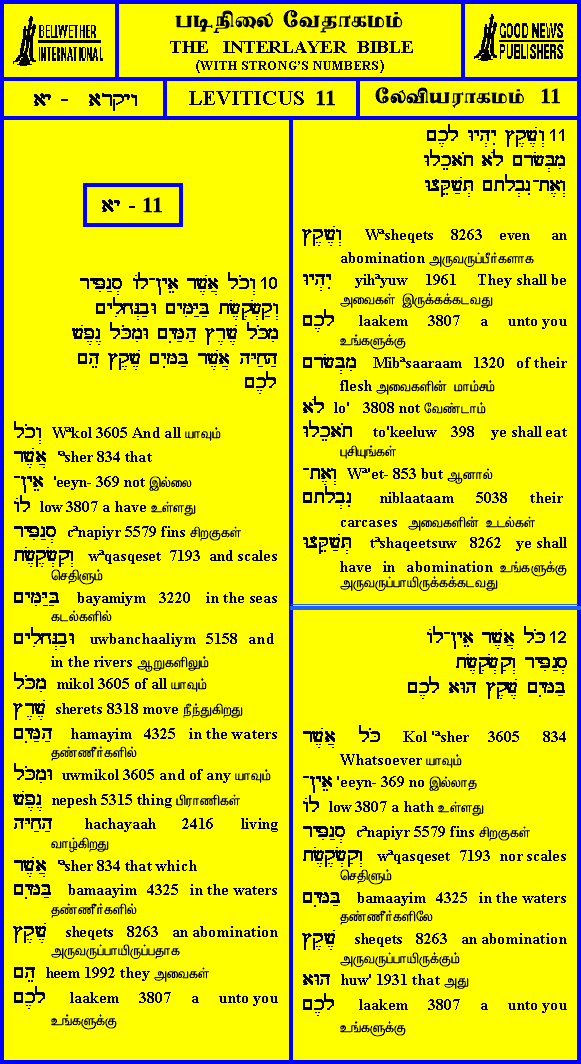 BELLWETHER
INTERNATIONAL
படிநிலை வேதாகமம்
THE INTERLAYER BIBLE
(WITH STRONG'S NUMBERS)
GOOD NEWS
PUBLISHERS
ויקרא - יא
LEVITICUS 11
லேவியராகமம் 11
יא - 11
10 וְכֹל אֲשֶׁר אֵין־לוֹ סְנַפִּיר
וְקַשְׂקֶשֶׂת בַּיַּמִּים וּבַנְּחָלִים
מִכֹּל שֶׁרֶץ הַמַּיִם וּמִכֹּל נֶפֶשׁ
הַחַיָּה אֲשֶׁר בַּמָּיִם שֶׁקֶץ הֵם
לָכֶם
וְכֹל Wªkol 3605 And all யாவும்
אֲשֶׁר ªsher 834 that
אֵין־ 'eeyn- 369 not இல்லை
לוֹ low 3807 a have உள்ளது
סְנַפִּיר cªnapiyr 5579 fins சிறகுகள்
וְקַשְׂקֶשֶׂת wªqasqeset 7193 and scales
செதிளும்
בַּיַּמִּים bayamiym 3220 in the seas
கடல்களில்
וּבַנְּחָלִים uwbanchaaliym 5158 and
in the rivers ஆறுகளிலும்
מִכֹּל mikol 3605 of all யாவும்
שֶׁרֶץ sherets 8318 move நீந்துகிறது
הַמַּיִם hamayim 4325 in the waters
தண்ணீர்களில்
וּמִכֹּל uwmikol 3605 and of any யாவும்
נֶפֶשׁ nepesh 5315 thing பிராணிகள்
הַחַיָּה hachayaah 2416 living
வாழ்கிறது
אֲשֶׁר ªsher 834 that which
בַּמָּיִם bamaayim 4325 in the waters
தண்ணீர்களில்
שֶׁקֶץ sheqets 8263 an abomination
அருவருப்பாயிருப்பதாக
הֵם heem 1992 they அவைகள்
לָכֶם laakem 3807 a unto you
உங்களுக்கு
11 וְשֶׁקֶץ יִהְיוּ לָכֶם
מִבְּשָׂרָם לֹא תֹאכֵלוּ
וְאֶת־נִבְלָתָם תְּשַׁקֵּצוּ
וְשֶׁקֶץ Wªsheqets 8263 even an
abomination அருவருப்பீர்களாக
יִהְיוּ yihªyuw 1961 They shall be
அவைகள் இருக்கக்கடவது
לָכֶם laakem 3807 a unto you
உங்களுக்கு
מִבְּשָׂרָם Mibªsaaraam 1320 of their
flesh அவைகளின் மாம்சம்
לֹא lo' 3808 not வேண்டாம்
תֹאכֵלוּ to'keeluw 398 ye shall eat
புசியுங்கள்
וְאֶת־ Wª'et- 853 but ஆனால்
נִבְלָתָם niblaataam 5038 their
carcases அவைகளின் உடல்கள்
תְּשַׁקֵּצוּ tªshaqeetsuw 8262 ye shall
have in abomination உங்களுக்கு
அருவருப்பாயிருக்கக்கடவது
12 כֹּל אֲשֶׁר אֵין־לוֹ
סְנַפִּיר וְקַשְׂקֶשֶׂת
בַּמָּיִם שֶׁקֶץ הוּא לָכֶם
כֹּל אֲשֶׁר Kol 'ªsher 3605 834
Whatsoever யாவும்
אֵין־ 'eeyn- 369 no இல்லாத
לוֹ low 3807 a hath உள்ளது
סְנַפִּיר cªnapiyr 5579 fins சிறகுகள்
וְקַשְׂקֶשֶׂת wªqasqeset 7193 nor scales
செதிளும்
בַּמָּיִם bamaayim 4325 in the waters
தண்ணீர்களிலே
שֶׁקֶץ sheqets 8263 an abomination
அருவருப்பாயிருக்கும்
הוּא huw' 1931 that அது
לָכֶם laakem 3807 a unto you
உங்களுக்கு